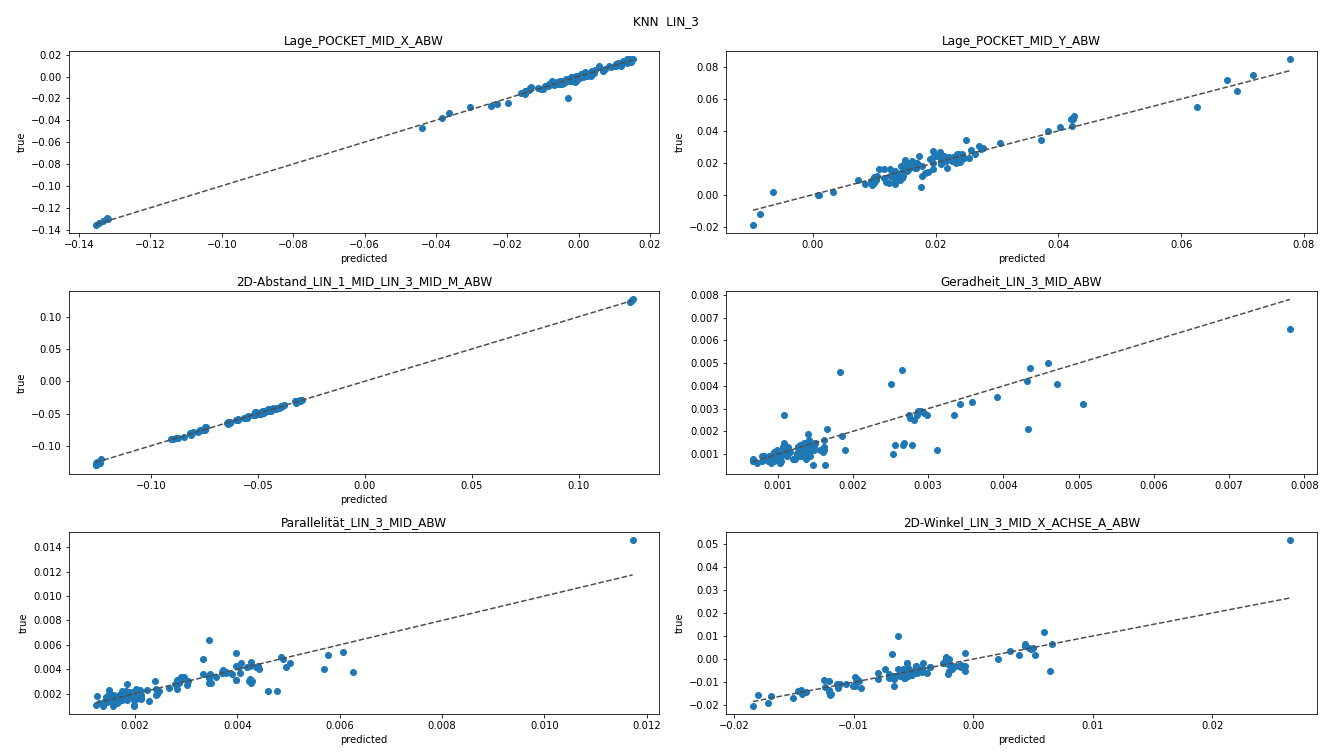 KNN LIN_3
Lage_POCKET_MID_X_ABW
0.02
0.00
−0.02
−0.04
−0.06
−0.08
−0.10
−0.12
−0.14
true
−0.14 −0.12 −0.10 −0.08 −0.06 −0.04 −0.02 0.00 0.02
predicted
Lage_POCKET_MID_Y_ABW
0.08
0.06
0.04
0.02
0.00
−0.02
true
0.00 0.02 0.04 0.06 0.08
predicted
2D-Abstand_LIN_1_MID_LIN_3_MID_M_ABW
0.10
0.05
0.00
−0.05
−0.10
true
−0.10 −0.05 0.00 0.05 0.10
predicted
Geradheit_LIN_3_MID_ABW
0.008
0.007
0.006
0.005
0.004
0.003
0.002
0.001
true
0.001 0.002 0.003 0.004 0.005 0.006 0.007 0.008
predicted
Parallelität_LIN_3_MID_ABW
0.014
0.012
0.010
0.008
0.006
0.004
0.002
true
0.002 0.004 0.006 0.008 0.010 0.012
predicted
2D-Winkel_LIN_3_MID_X_ACHSE_A_ABW
0.05
0.04
0.03
0.02
0.01
0.00
−0.01
−0.02
true
−0.02 −0.01 0.00 0.01 0.02
predicted